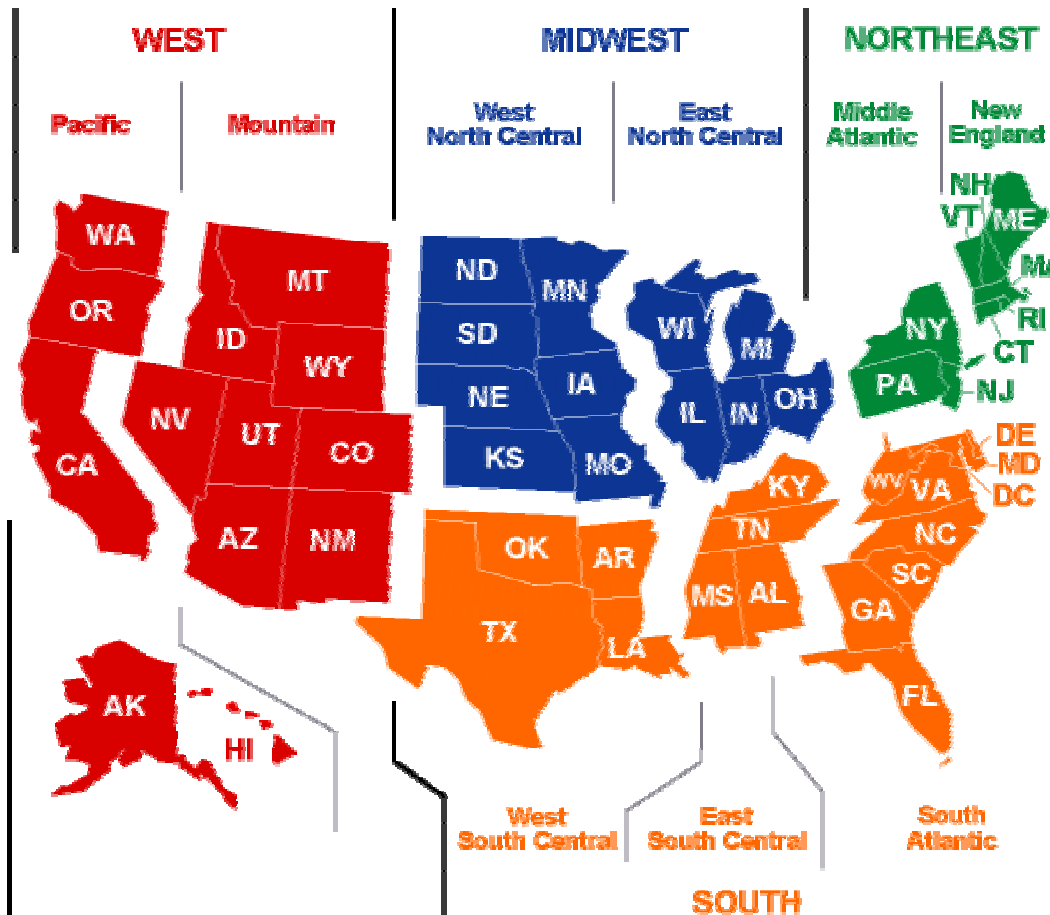 WEST
MIDWEST
NORTHEAST
Pacific
Mountain
West
North Central
East
North Central
Middle
Atlantic
New
England
WA
OR
CA
MT
ID
WY
NV
UT
CO
AZ
NM
AK
HI
ND
SD
NE
KS
MN
IA
MO
WI
MI
IL
IN
OH
NH
VT
ME
MA
RI
CT
NY
PA
NJ
DE
MD
DC
WV
VA
NC
SC
GA
FL
KY
TN
MS
AL
OK
AR
TX
LA
West
South Central
East
South Central
South
Atlantic
SOUTH